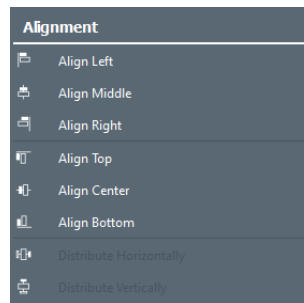 Alignment
Align Left
Align Middle
Align Right
Align Top
Align Center
Align Bottom
Distribute Horizontally
Distribute Vertically